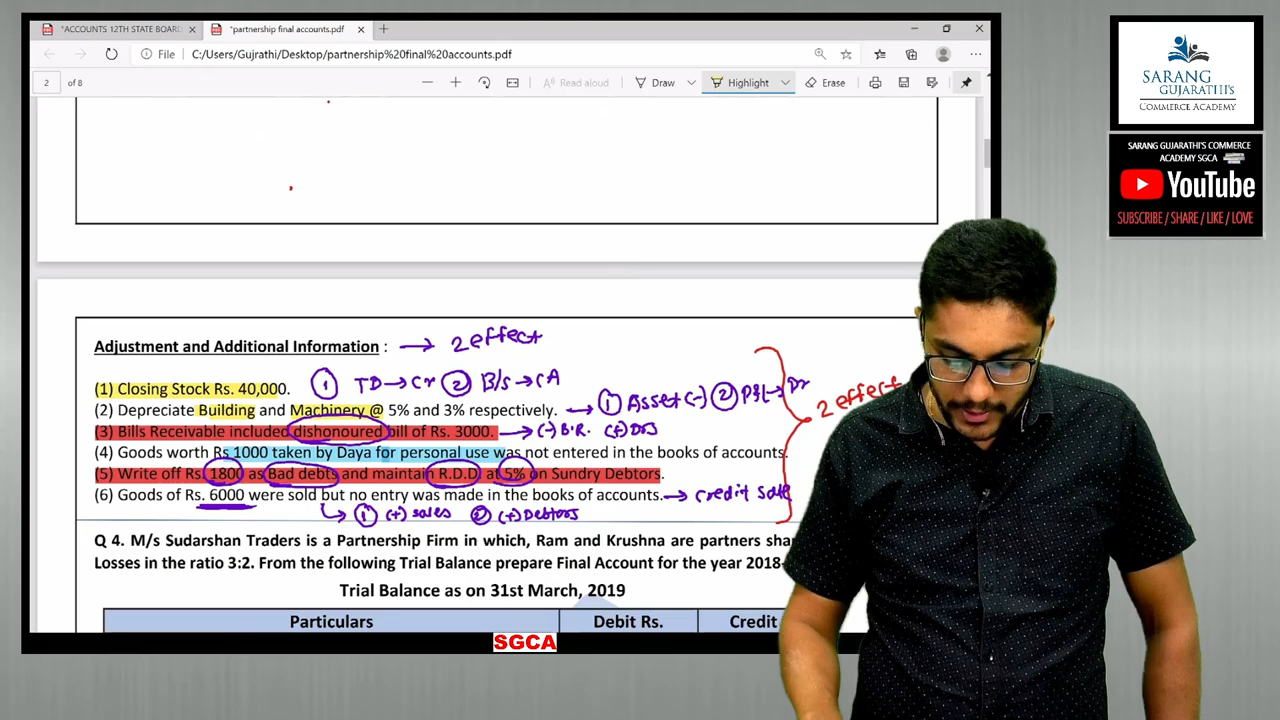 "ACCOUNTS 12TH STATE BOARD
*partnership final accounts.pdf
File
C:/Users/Gujrathi/Desktop/partnership%20final%20accounts.pdf
2 of 8
Read aloud
Draw
Highlight
Erase
SARANG
GUJARATHI'S
COMMERCE ACADEMY
SARANG GUJARATHI'S COMMERCE
ACADEMY SGCA
YouTube
SUBSCRIBE / SHARE / LIKE / LOVE
Adjustment and Additional Information : → 2 effect
(1) Closing Stock Rs. 40,000. ① TD → Cr ② B/s → CA
(2) Depreciate Building and Machinery @ 5% and 3% respectively. → ① Asset (-) ② P&L → Dr
(3) Bills Receivable included dishonoured bill of Rs. 3000. → (-) B.R. (+) Drs
2 effect
(4) Goods worth Rs 1000 taken by Daya for personal use was not entered in the books of accounts.
(5) Write off Rs. 1800 as Bad debts and maintain R.D.D at 5% on Sundry Debtors.
(6) Goods of Rs. 6000 were sold but no entry was made in the books of accounts. → credit sale
① (+) sales ② (+) Debtors
Q 4. M/s Sudarshan Traders is a Partnership Firm in which, Ram and Krushna are partners
Losses in the ratio 3:2. From the following Trial Balance prepare Final Account for the year 2018-
Trial Balance as on 31st March, 2019
Particulars Debit Rs. Credit
SGCA